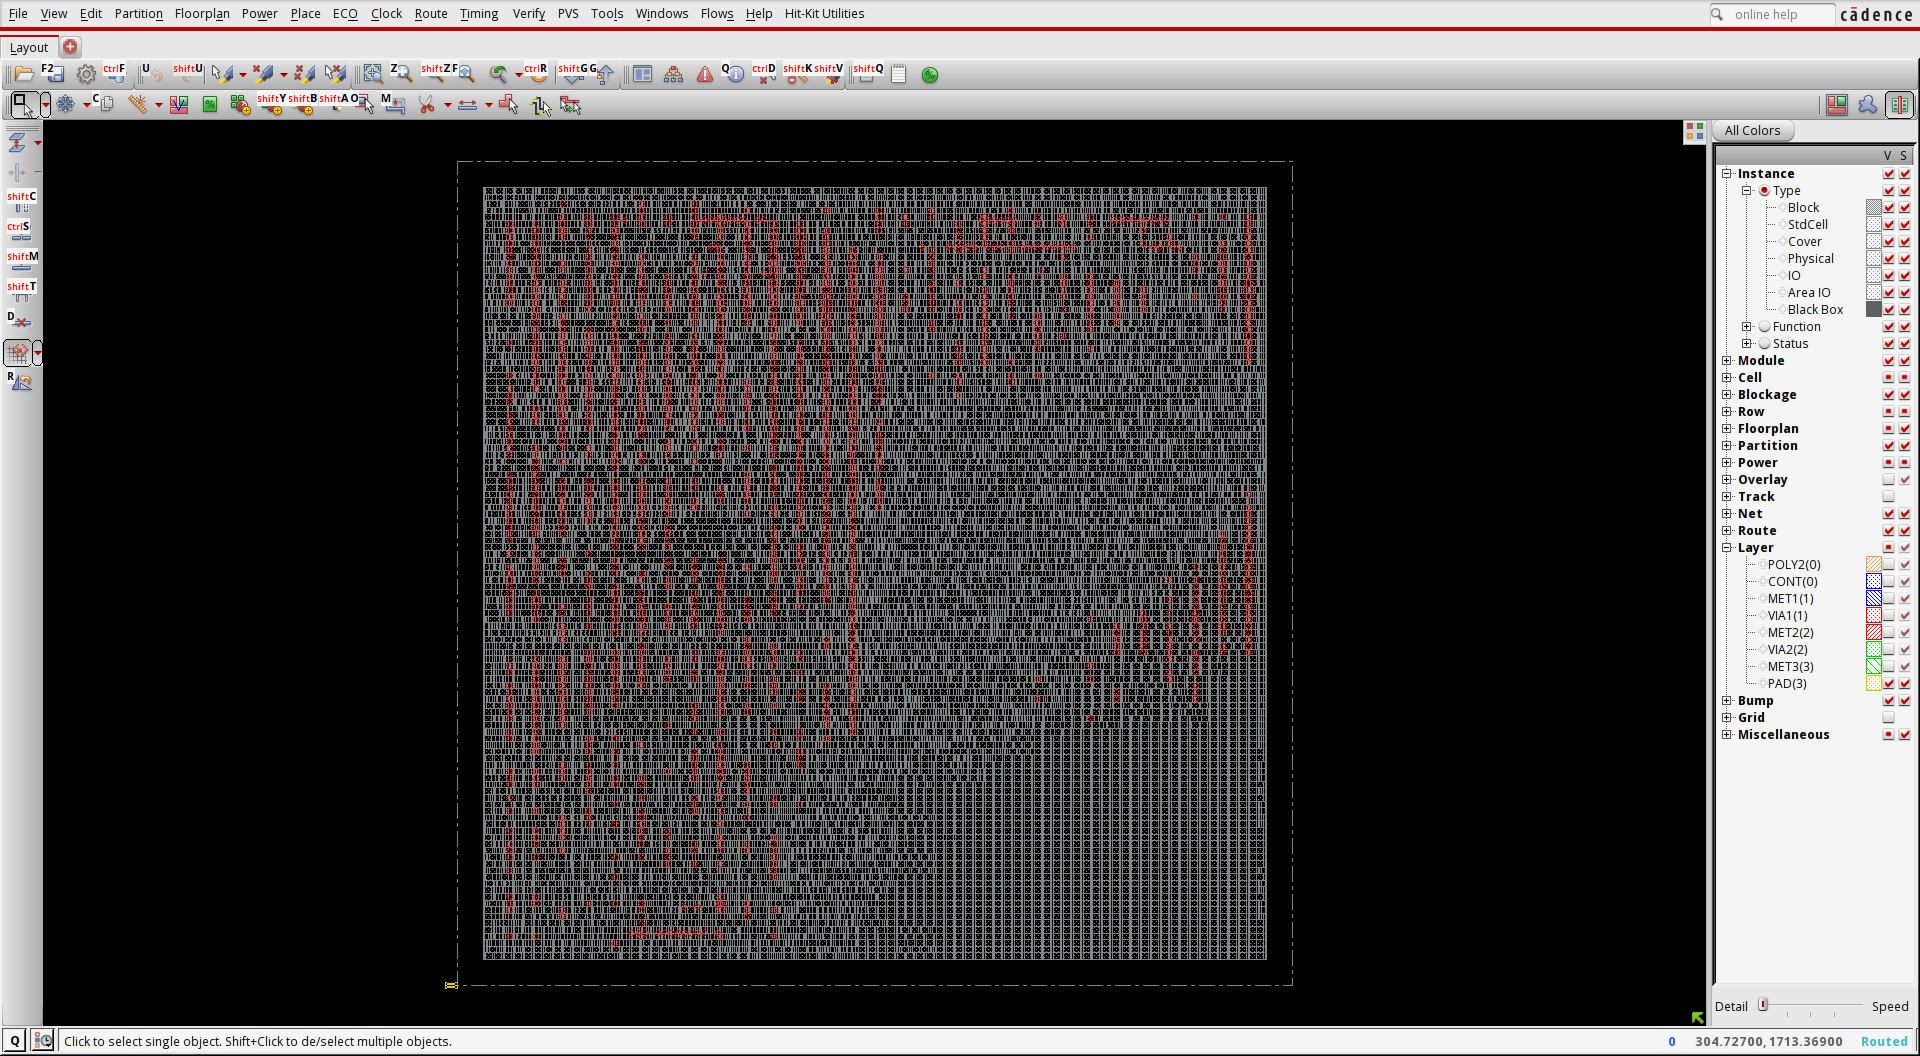 File View Edit Partition Floorplan Power Place ECO Clock Route Timing Verify PVS Tools Windows Flows Help Hit-Kit Utilities online help cādence
Layout
F2 CtrlF U ShiftU Z ShiftZ F CtrlR ShiftG G Q CtrlD ShiftK ShiftV ShiftQ
C ShiftY ShiftB ShiftA O M
ShiftC
CtrlS
ShiftM
ShiftT
D
R
All Colors
V S
Instance
Type
Block
StdCell
Cover
Physical
IO
Area IO
Black Box
Function
Status
Module
Cell
Blockage
Row
Floorplan
Partition
Power
Overlay
Track
Net
Route
Layer
POLY2(0)
CONT(0)
MET1(1)
VIA1(1)
MET2(2)
VIA2(2)
MET3(3)
PAD(3)
Bump
Grid
Miscellaneous
Detail Speed
Q Click to select single object. Shift+Click to de/select multiple objects. 0 304.72700,1713.36900 Routed